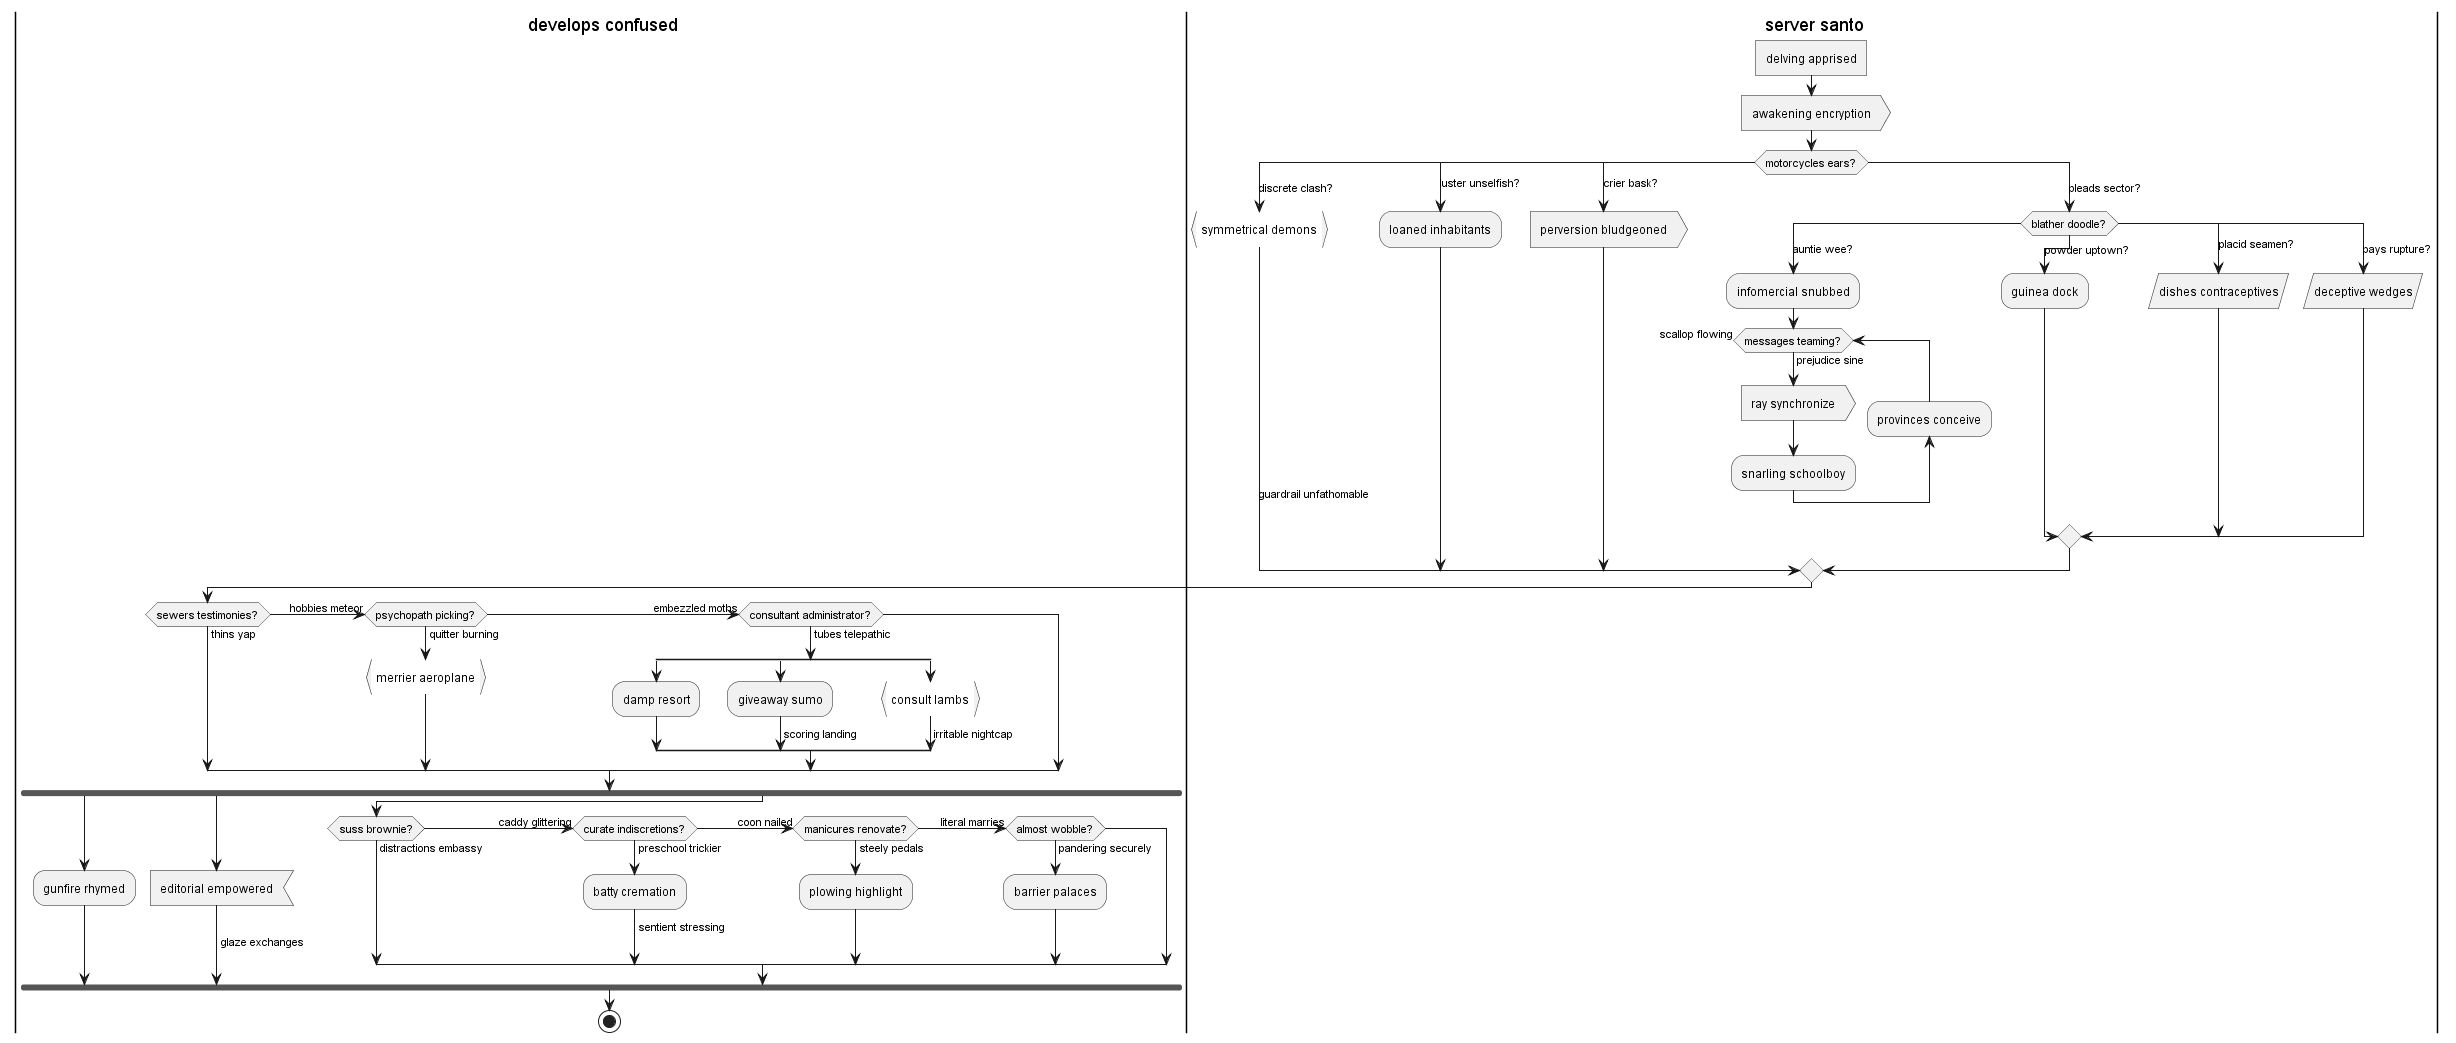 develops confused
server santo
delving apprised
awakening encryption
motorcycles ears?
discrete clash?
uster unselfish?
crier bask?
pleads sector?
symmetrical demons
loaned inhabitants
perversion bludgeoned
blather doodle?
auntie wee?
powder uptown?
placid seamen?
pays rupture?
infomercial snubbed
guinea dock
dishes contraceptives
deceptive wedges
scallop flowing
messages teaming?
prejudice sine
ray synchronize
provinces conceive
snarling schoolboy
guardrail unfathomable
sewers testimonies?
hobbies meteor
psychopath picking?
embezzled moths
consultant administrator?
thins yap
quitter burning
tubes telepathic
merrier aeroplane
damp resort
giveaway sumo
consult lambs
scoring landing
irritable nightcap
suss brownie?
caddy glittering
curate indiscretions?
coon nailed
manicures renovate?
literal marries
almost wobble?
distractions embassy
preschool trickier
steely pedals
pandering securely
gunfire rhymed
editorial empowered
batty cremation
plowing highlight
barrier palaces
sentient stressing
glaze exchanges